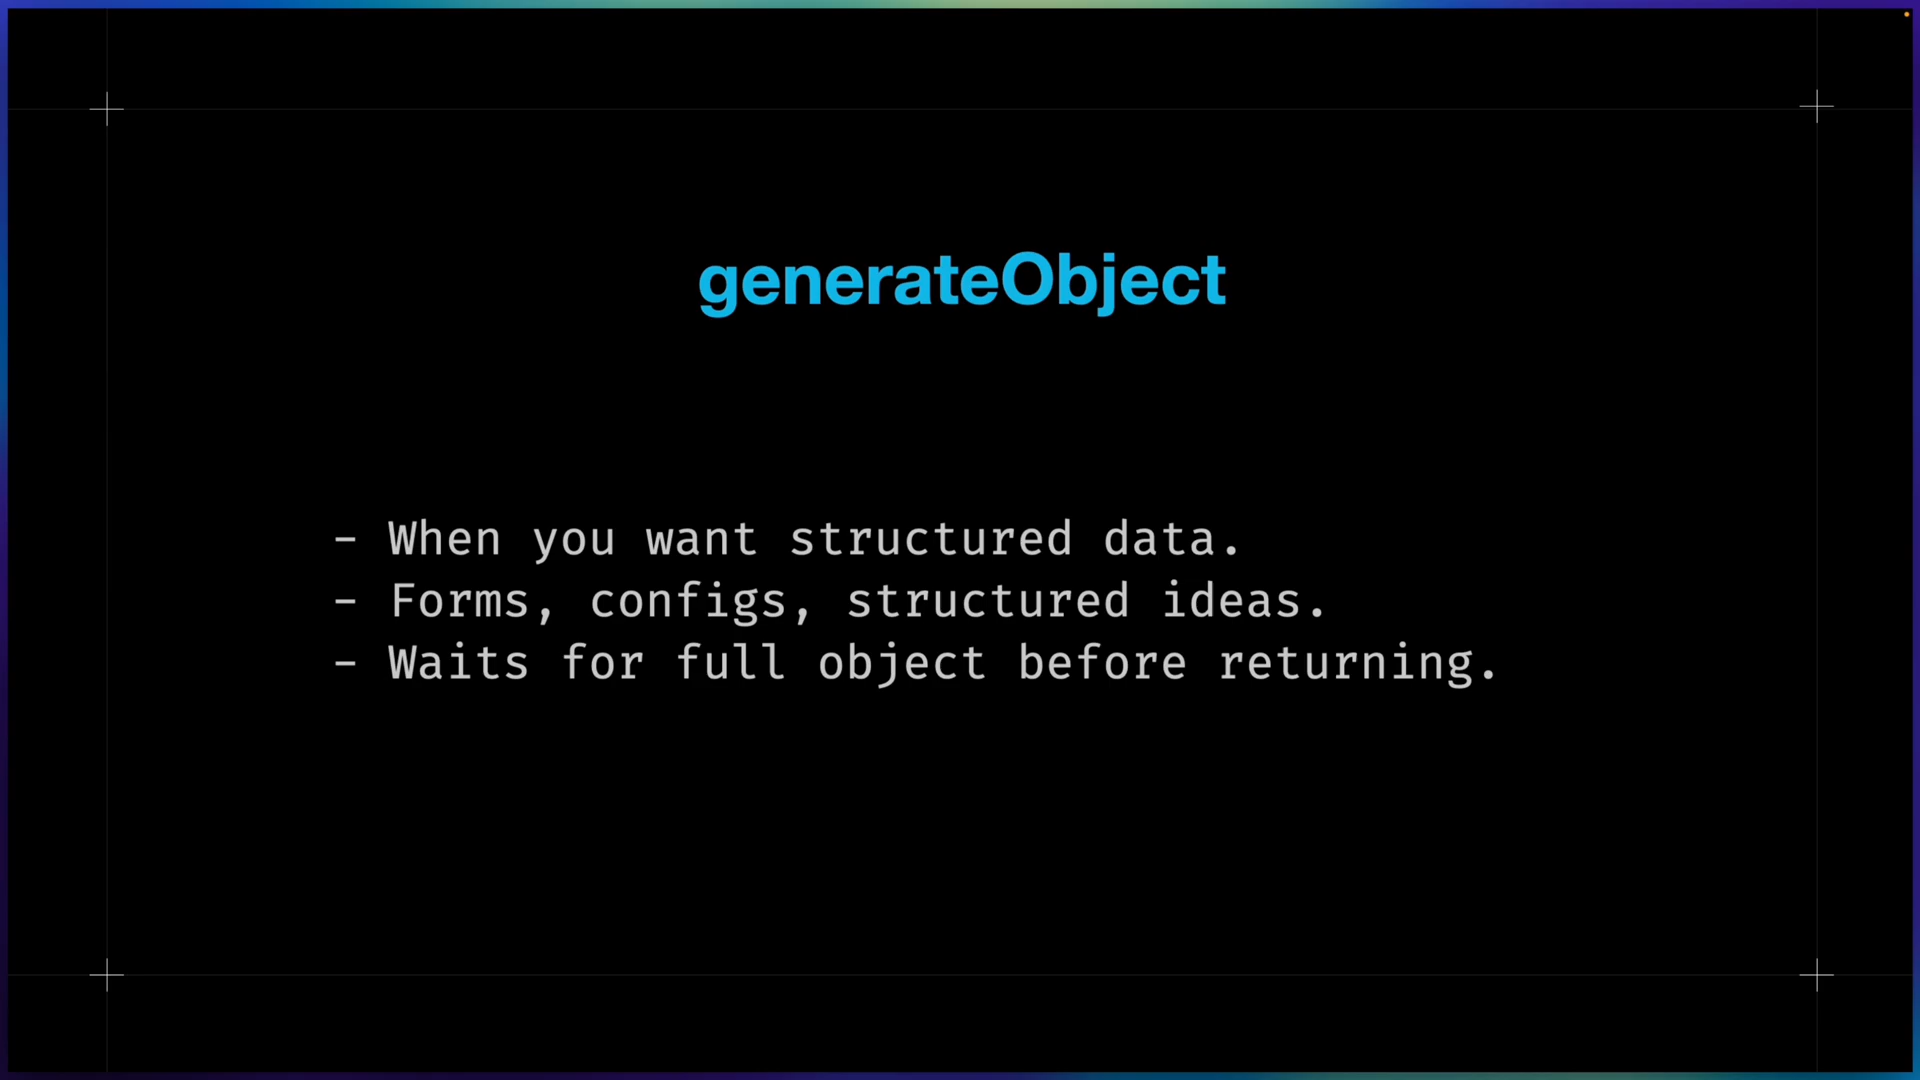 generateObject
- When you want structured data.
- Forms, configs, structured ideas.
- Waits for full object before returning.